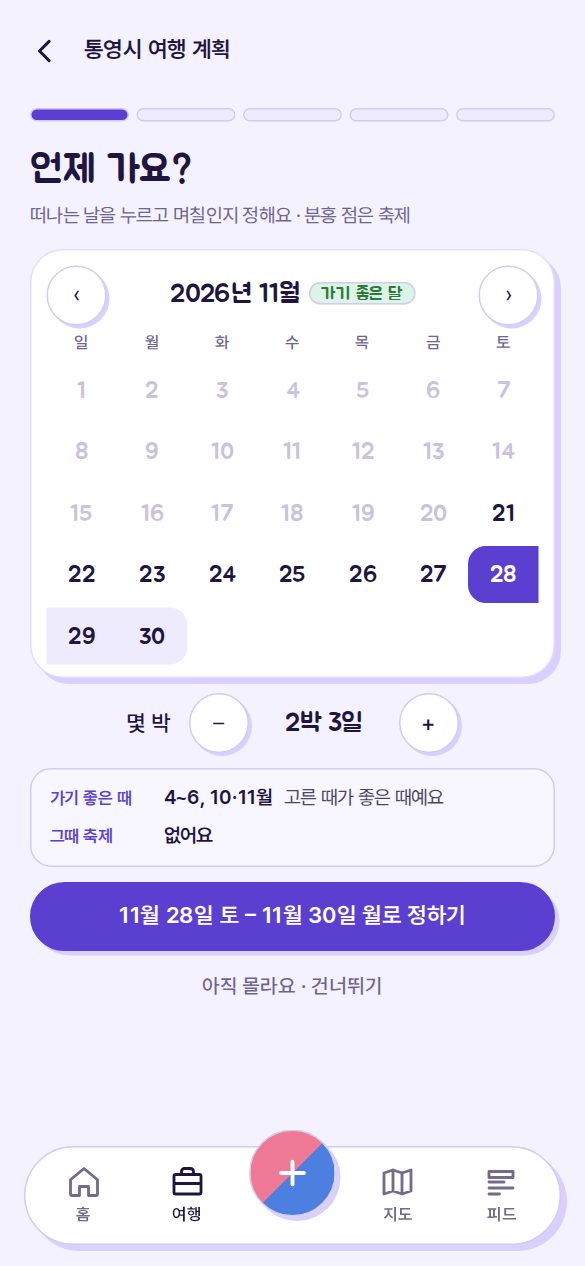 통영시 여행 계획
언제 가요?
떠나는 날을 누르고 며칠인지 정해요 · 분홍 점은 축제
‹ 2026년 11월 가기 좋은 달 ›
일 월 화 수 목 금 토
1 2 3 4 5 6 7
8 9 10 11 12 13 14
15 16 17 18 19 20 21
22 23 24 25 26 27 28
29 30
몇 박 − 2박 3일 +
가기 좋은 때 4~6, 10·11월 고른 때가 좋은 때예요
그때 축제 없어요
11월 28일 토 – 11월 30일 월로 정하기
아직 몰라요 · 건너뛰기
홈 여행 + 지도 피드